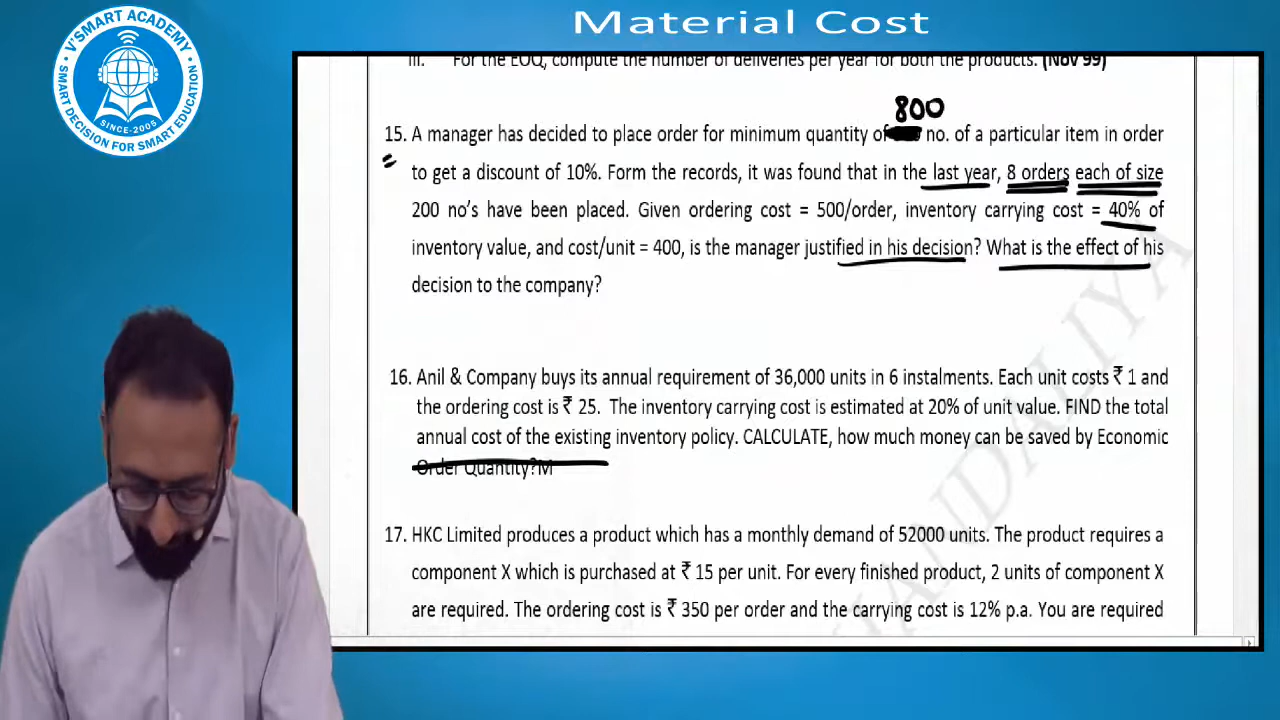 Material Cost
V'SMART ACADEMY
SINCE-2005
SMART DECISION FOR SMART EDUCATION
iii. For the EOQ, compute the number of deliveries per year for both the products. (Nov 99)
800
15. A manager has decided to place order for minimum quantity of no. of a particular item in order
to get a discount of 10%. Form the records, it was found that in the last year, 8 orders each of size
200 no's have been placed. Given ordering cost = 500/order, inventory carrying cost = 40% of
inventory value, and cost/unit = 400, is the manager justified in his decision? What is the effect of his
decision to the company?
16. Anil & Company buys its annual requirement of 36,000 units in 6 instalments. Each unit costs ₹ 1 and
the ordering cost is ₹ 25. The inventory carrying cost is estimated at 20% of unit value. FIND the total
annual cost of the existing inventory policy. CALCULATE, how much money can be saved by Economic
Order Quantity?M
17. HKC Limited produces a product which has a monthly demand of 52000 units. The product requires a
component X which is purchased at ₹ 15 per unit. For every finished product, 2 units of component X
are required. The ordering cost is ₹ 350 per order and the carrying cost is 12% p.a. You are required
HANDALIYA